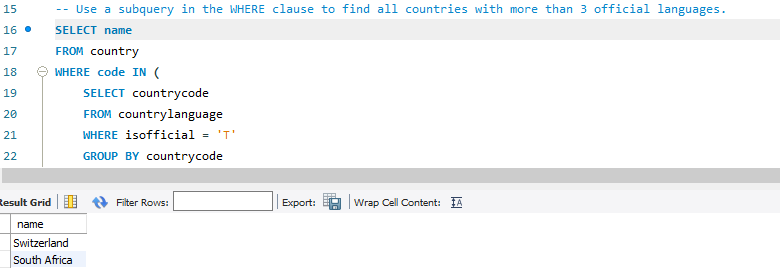 15 -- Use a subquery in the WHERE clause to find all countries with more than 3 official languages.
16 SELECT name
17 FROM country
18 WHERE code IN (
19 SELECT countrycode
20 FROM countrylanguage
21 WHERE isofficial = 'T'
22 GROUP BY countrycode
Result Grid Filter Rows: Export: Wrap Cell Content: IA
name
Switzerland
South Africa